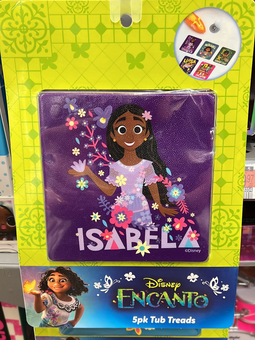 ISABELA
©Disney
Disney
ENCANTO
5pk Tub Treads